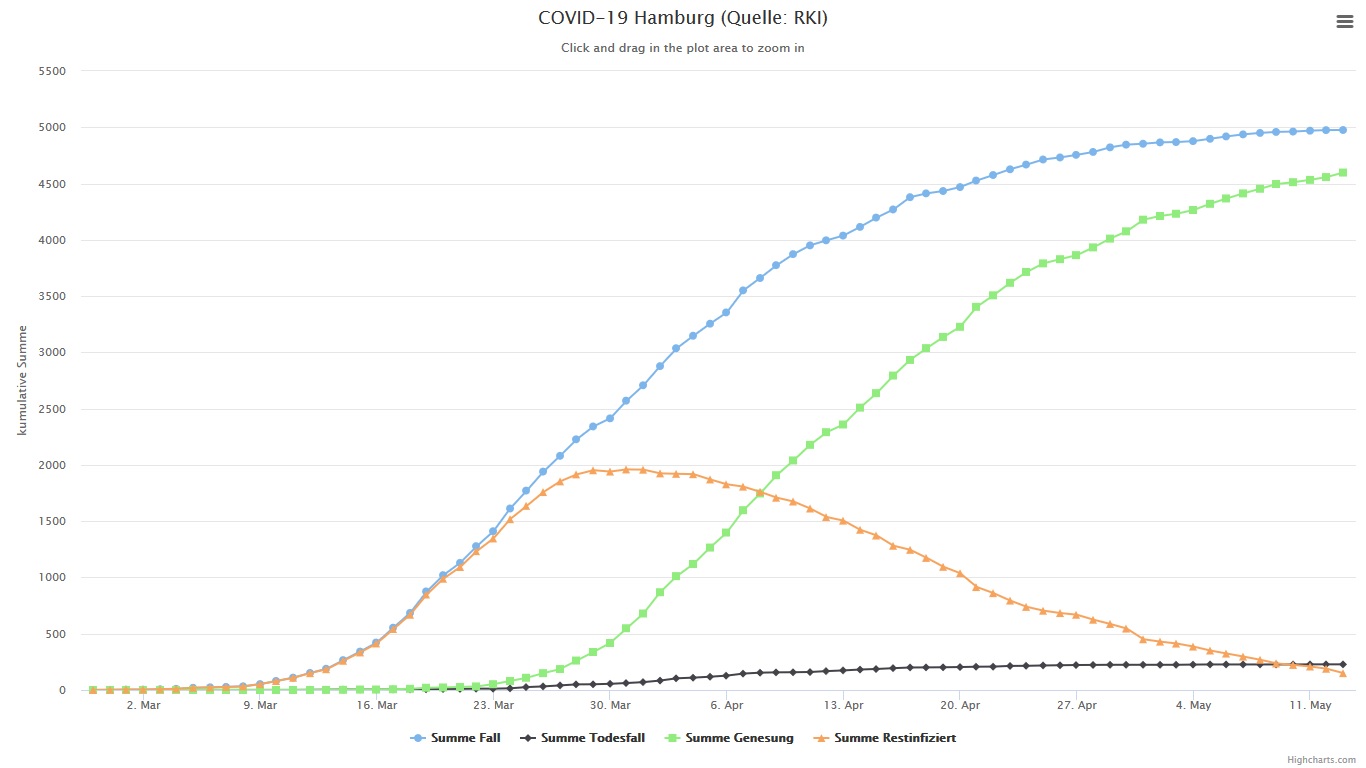 COVID-19 Hamburg (Quelle: RKI)
Click and drag in the plot area to zoom in
kumulative Summe
5500
5000
4500
4000
3500
3000
2500
2000
1500
1000
500
0
2. Mar 9. Mar 16. Mar 23. Mar 30. Mar 6. Apr 13. Apr 20. Apr 27. Apr 4. May 11. May
Summe Fall Summe Todesfall Summe Genesung Summe Restinfiziert
Highcharts.com